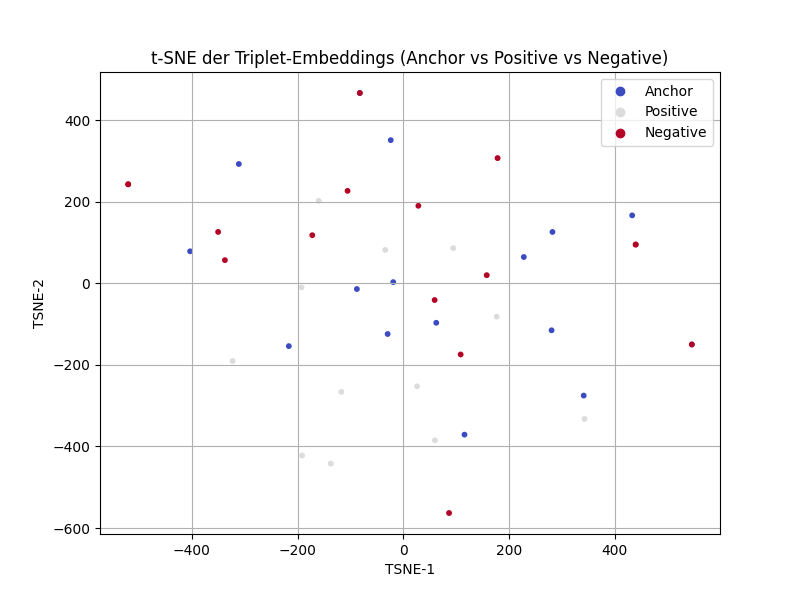 t-SNE der Triplet-Embeddings (Anchor vs Positive vs Negative)
Anchor
Positive
Negative
400
200
0
−200
−400
−600
TSNE-2
−400 −200 0 200 400
TSNE-1